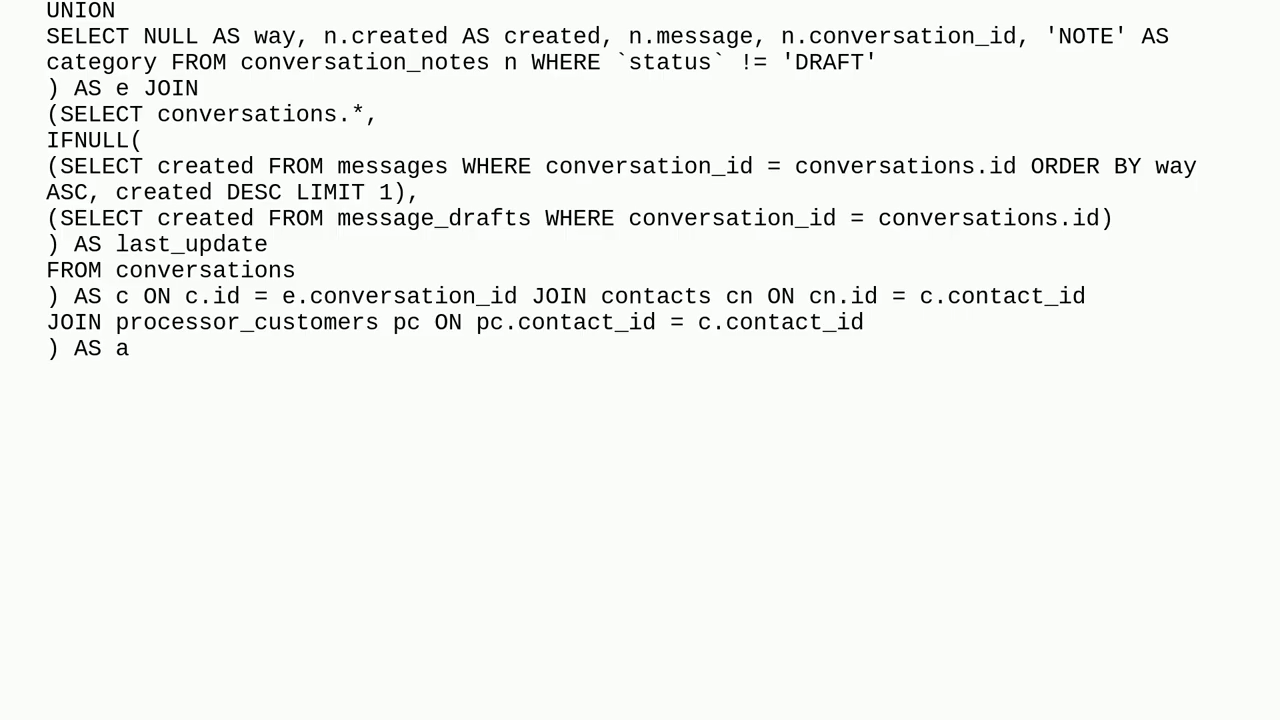 UNION
SELECT NULL AS way, n.created AS created, n.message, n.conversation_id, 'NOTE' AS
category FROM conversation_notes n WHERE `status` != 'DRAFT'
) AS e JOIN
(SELECT conversations.*,
IFNULL(
(SELECT created FROM messages WHERE conversation_id = conversations.id ORDER BY way
ASC, created DESC LIMIT 1),
(SELECT created FROM message_drafts WHERE conversation_id = conversations.id)
) AS last_update
FROM conversations
) AS c ON c.id = e.conversation_id JOIN contacts cn ON cn.id = c.contact_id
JOIN processor_customers pc ON pc.contact_id = c.contact_id
) AS a